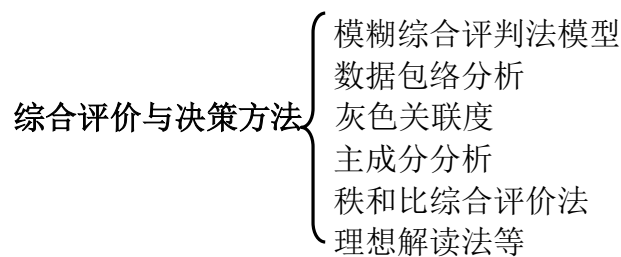 综合评价与决策方法
模糊综合评判法模型
数据包络分析
灰色关联度
主成分分析
秩和比综合评价法
理想解读法等